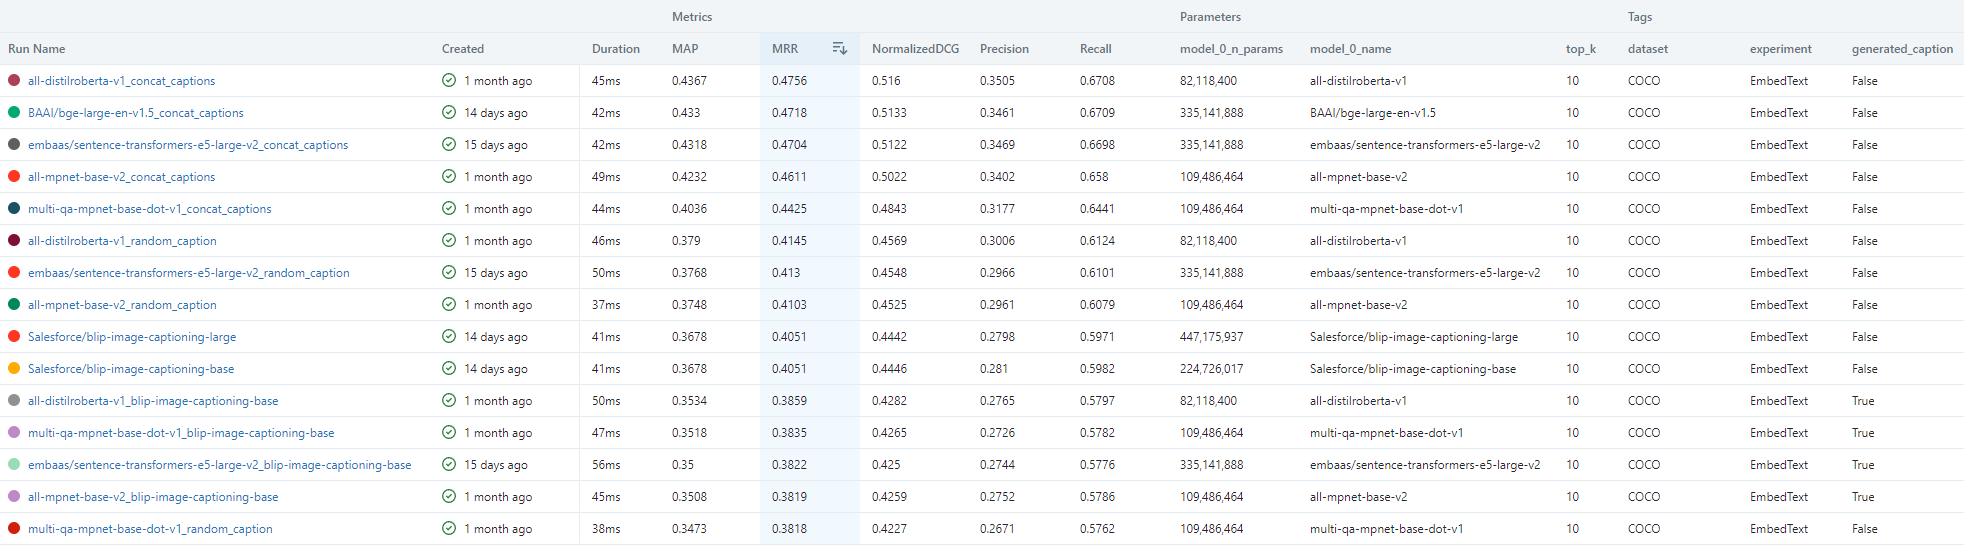 Metrics Parameters Tags
Run Name Created Duration MAP MRR NormalizedDCG Precision Recall model_0_n_params model_0_name top_k dataset experiment generated_caption
all-distilroberta-v1_concat_captions 1 month ago 45ms 0.4367 0.4756 0.516 0.3505 0.6708 82,118,400 all-distilroberta-v1 10 COCO EmbedText False
BAAI/bge-large-en-v1.5_concat_captions 14 days ago 42ms 0.433 0.4718 0.5133 0.3461 0.6709 335,141,888 BAAI/bge-large-en-v1.5 10 COCO EmbedText False
embaas/sentence-transformers-e5-large-v2_concat_captions 15 days ago 42ms 0.4318 0.4704 0.5122 0.3469 0.6698 335,141,888 embaas/sentence-transformers-e5-large-v2 10 COCO EmbedText False
all-mpnet-base-v2_concat_captions 1 month ago 49ms 0.4232 0.4611 0.5022 0.3402 0.658 109,486,464 all-mpnet-base-v2 10 COCO EmbedText False
multi-qa-mpnet-base-dot-v1_concat_captions 1 month ago 44ms 0.4036 0.4425 0.4843 0.3177 0.6441 109,486,464 multi-qa-mpnet-base-dot-v1 10 COCO EmbedText False
all-distilroberta-v1_random_caption 1 month ago 46ms 0.379 0.4145 0.4569 0.3006 0.6124 82,118,400 all-distilroberta-v1 10 COCO EmbedText False
embaas/sentence-transformers-e5-large-v2_random_caption 15 days ago 50ms 0.3768 0.413 0.4548 0.2966 0.6101 335,141,888 embaas/sentence-transformers-e5-large-v2 10 COCO EmbedText False
all-mpnet-base-v2_random_caption 1 month ago 37ms 0.3748 0.4103 0.4525 0.2961 0.6079 109,486,464 all-mpnet-base-v2 10 COCO EmbedText False
Salesforce/blip-image-captioning-large 14 days ago 41ms 0.3678 0.4051 0.4442 0.2798 0.5971 447,175,937 Salesforce/blip-image-captioning-large 10 COCO EmbedText False
Salesforce/blip-image-captioning-base 14 days ago 41ms 0.3678 0.4051 0.4446 0.281 0.5982 224,726,017 Salesforce/blip-image-captioning-base 10 COCO EmbedText False
all-distilroberta-v1_blip-image-captioning-base 1 month ago 50ms 0.3534 0.3859 0.4282 0.2765 0.5797 82,118,400 all-distilroberta-v1 10 COCO EmbedText True
multi-qa-mpnet-base-dot-v1_blip-image-captioning-base 1 month ago 47ms 0.3518 0.3835 0.4265 0.2726 0.5782 109,486,464 multi-qa-mpnet-base-dot-v1 10 COCO EmbedText True
embaas/sentence-transformers-e5-large-v2_blip-image-captioning-base 15 days ago 56ms 0.35 0.3822 0.425 0.2744 0.5776 335,141,888 embaas/sentence-transformers-e5-large-v2 10 COCO EmbedText True
all-mpnet-base-v2_blip-image-captioning-base 1 month ago 45ms 0.3508 0.3819 0.4259 0.2752 0.5786 109,486,464 all-mpnet-base-v2 10 COCO EmbedText True
multi-qa-mpnet-base-dot-v1_random_caption 1 month ago 38ms 0.3473 0.3818 0.4227 0.2671 0.5762 109,486,464 multi-qa-mpnet-base-dot-v1 10 COCO EmbedText False